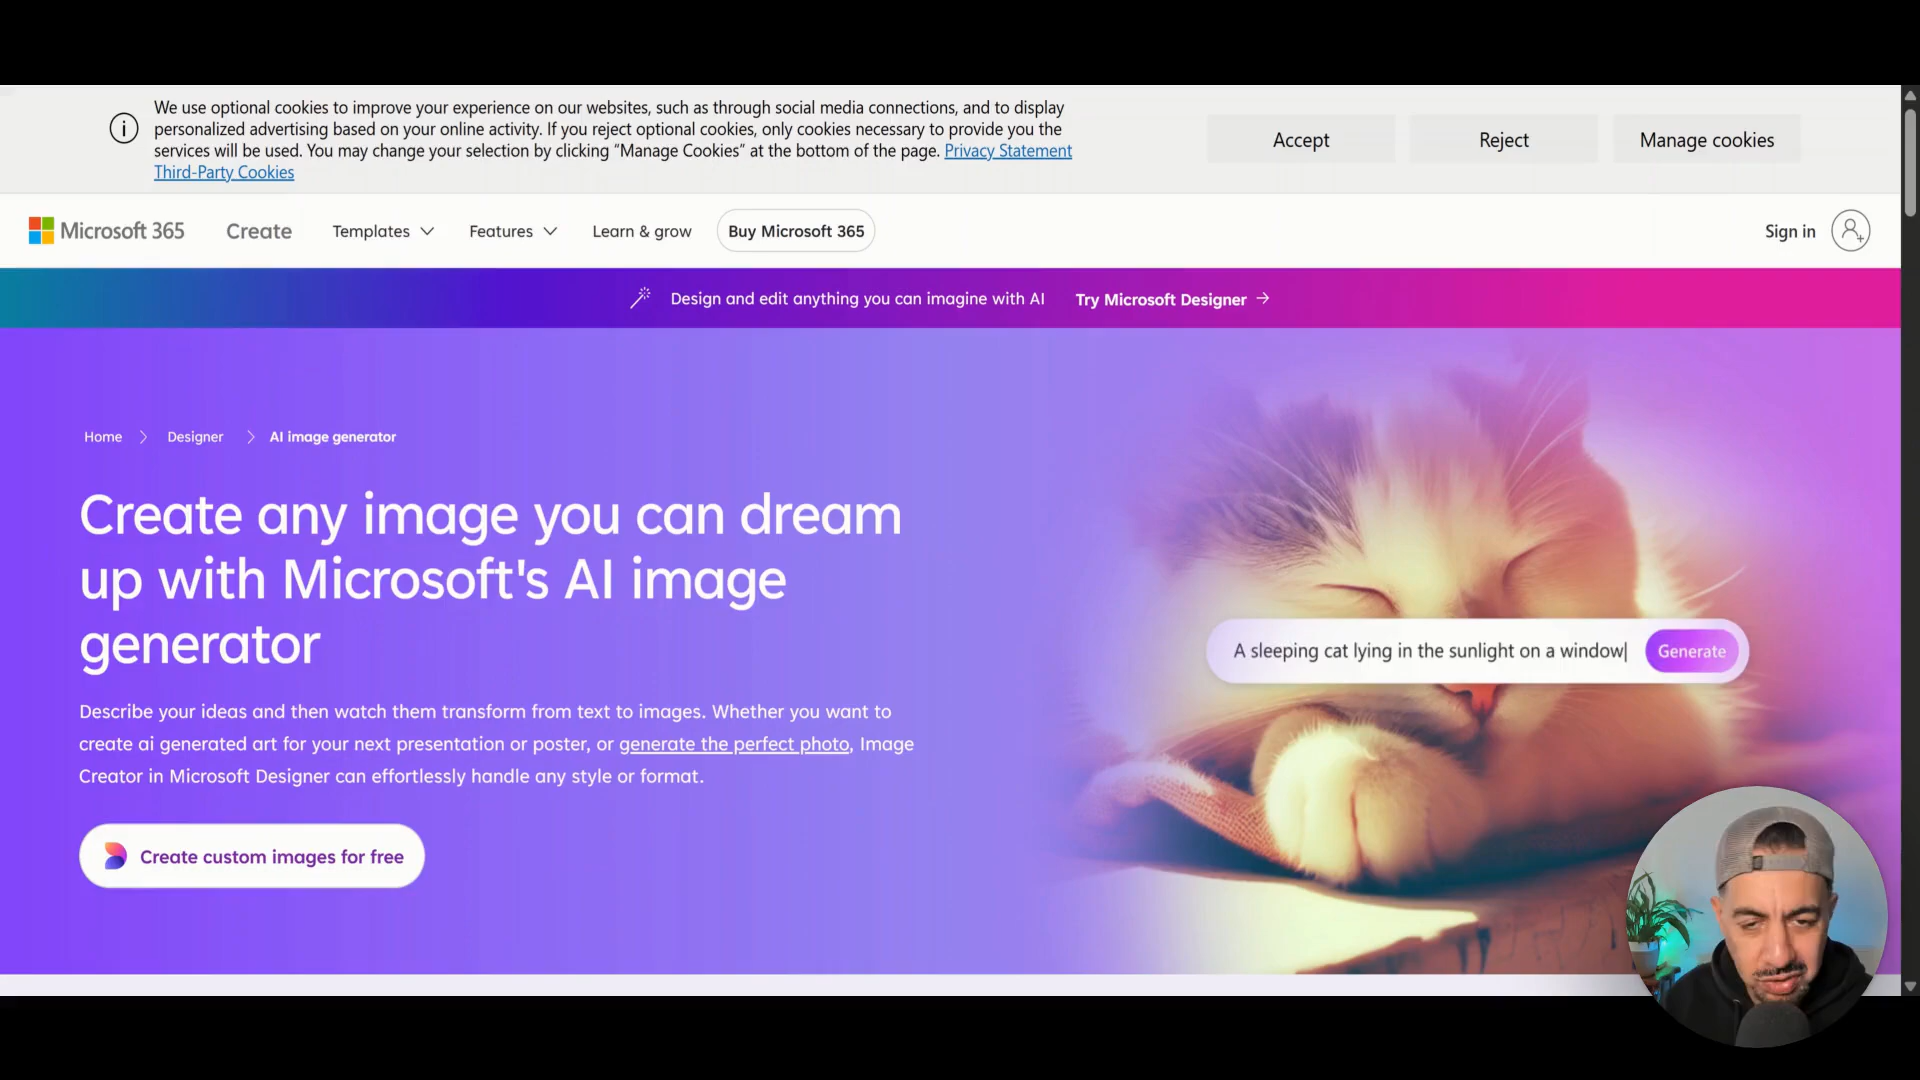 We use optional cookies to improve your experience on our websites, such as through social media connections, and to display
personalized advertising based on your online activity. If you reject optional cookies, only cookies necessary to provide you the
services will be used. You may change your selection by clicking “Manage Cookies” at the bottom of the page. Privacy Statement
Third-Party Cookies
Accept
Reject
Manage cookies
Microsoft 365
Create
Templates
Features
Learn & grow
Buy Microsoft 365
Sign in
Design and edit anything you can imagine with AI
Try Microsoft Designer
Home
Designer
AI image generator
Create any image you can dream
up with Microsoft's AI image
generator
Describe your ideas and then watch them transform from text to images. Whether you want to
create ai generated art for your next presentation or poster, or generate the perfect photo, Image
Creator in Microsoft Designer can effortlessly handle any style or format.
Create custom images for free
A sleeping cat lying in the sunlight on a window
Generate